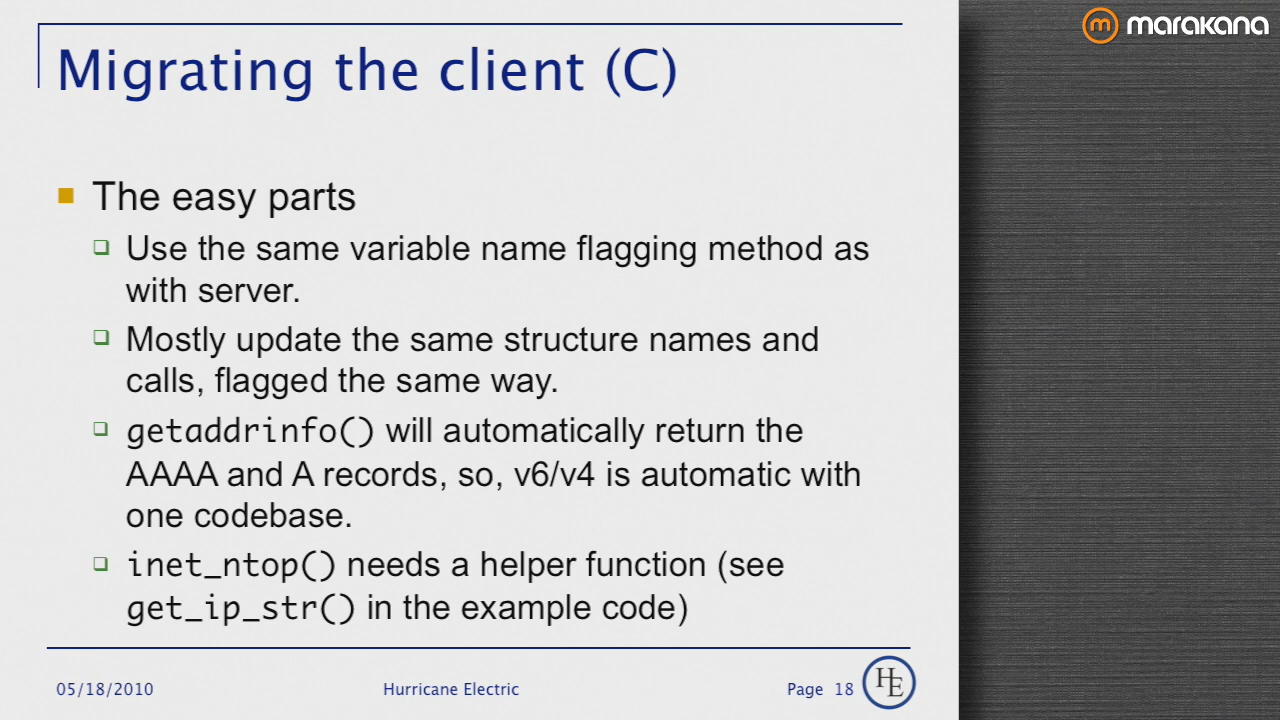 marakana
Migrating the client (C)
The easy parts
Use the same variable name flagging method as
with server.
Mostly update the same structure names and
calls, flagged the same way.
getaddrinfo() will automatically return the
AAAA and A records, so, v6/v4 is automatic with
one codebase.
inet_ntop() needs a helper function (see
get_ip_str() in the example code)
05/18/2010
Hurricane Electric
Page 18
HE